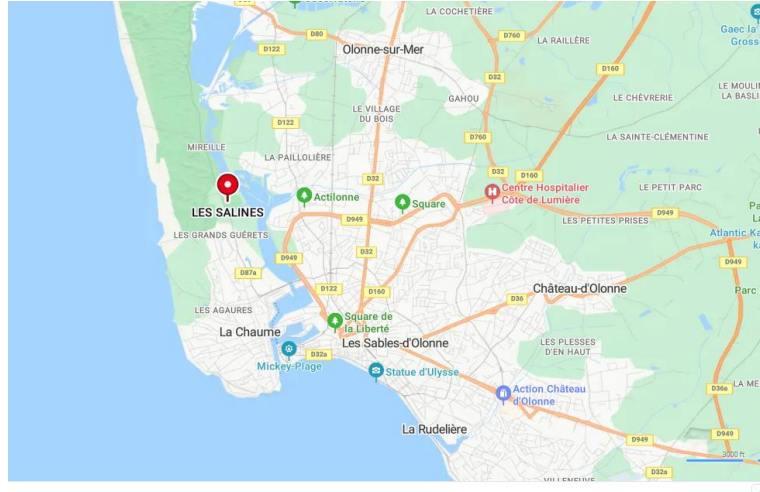 LA COCHETIÈRE
D80
D760
Gaec la
Gross
D122
Olonne-sur-Mer
LA RAILLÈRE
D160
D32
LE MOULI
LA BASLI
LE VILLAGE
DU BOIS
GAHOU
LE CHÈVRERIE
D122
D760
LA SAINTE-CLÉMENTINE
MIREILLE
LA PAILLOLIÈRE
D32
D32
D160
LES SALINES
Actilonne
Square
Centre Hospitalier
Côte de Lumière
LE PETIT PARC
Pa
La
D949
LES PETITES PRISES
D949
LES GRANDS GUÉRETS
Atlantic Ka
ka
D949
D32
D949
D87a
D122
D160
Château-d'Olonne
Parc
D36
LES AGAURES
La Chaume
Square de
la Liberté
Les Sables-d'Olonne
LES PLESSES
D'EN HAUT
D32a
Mickey-Plage
Statue d'Ulysse
Action Château
d'Olonne
D36a
LA ME
La Rudelière
D949
D949
3000 ft
D32a
VILLENEUVE